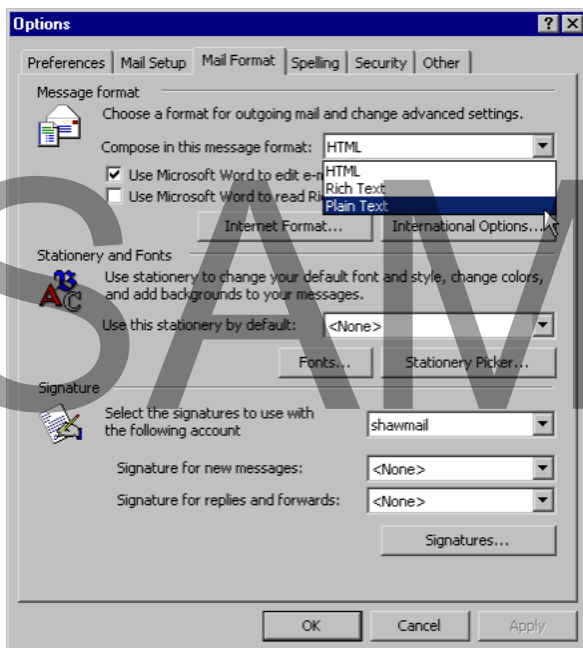 Options
Preferences Mail Setup Mail Format Spelling Security Other
Message format
Choose a format for outgoing mail and change advanced settings.
Compose in this message format: HTML
HTML
Use Microsoft Word to edit e-m
Rich Text
Use Microsoft Word to read Ri
Plain Text
Internet Format... International Options...
Stationery and Fonts
Use stationery to change your default font and style, change colors,
and add backgrounds to your messages.
Use this stationery by default: <None>
Fonts... Stationery Picker...
Signature
Select the signatures to use with
the following account
shawmail
Signature for new messages: <None>
Signature for replies and forwards: <None>
Signatures...
OK Cancel Apply
SAM